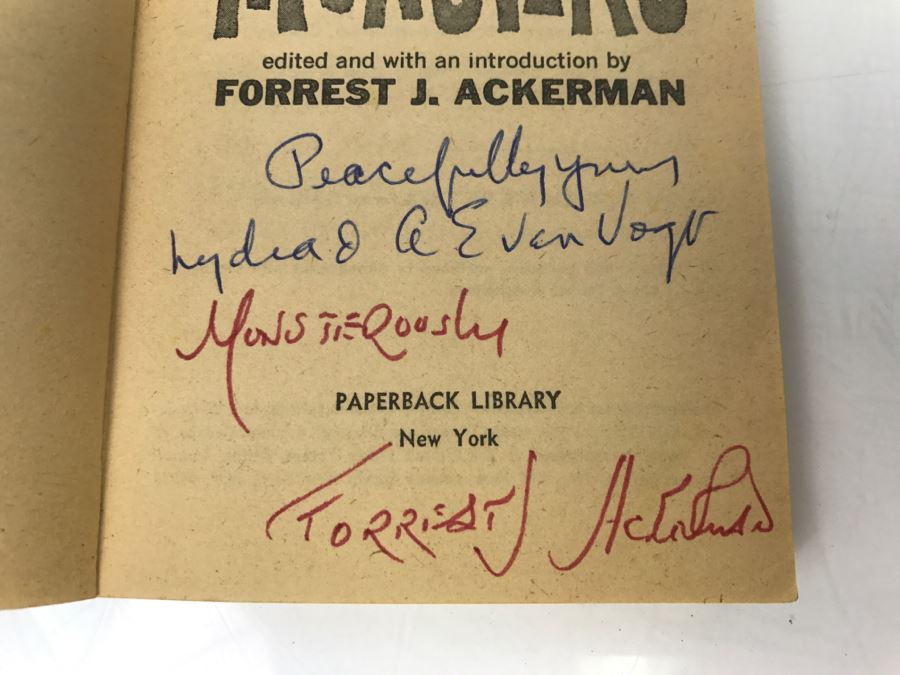 MONSTERS
edited and with an introduction by
FORREST J. ACKERMAN
Peacefully yours
Lydia & A E van Vogt
MONSTERously
PAPERBACK LIBRARY
New York
FORREST J ACKERMAN